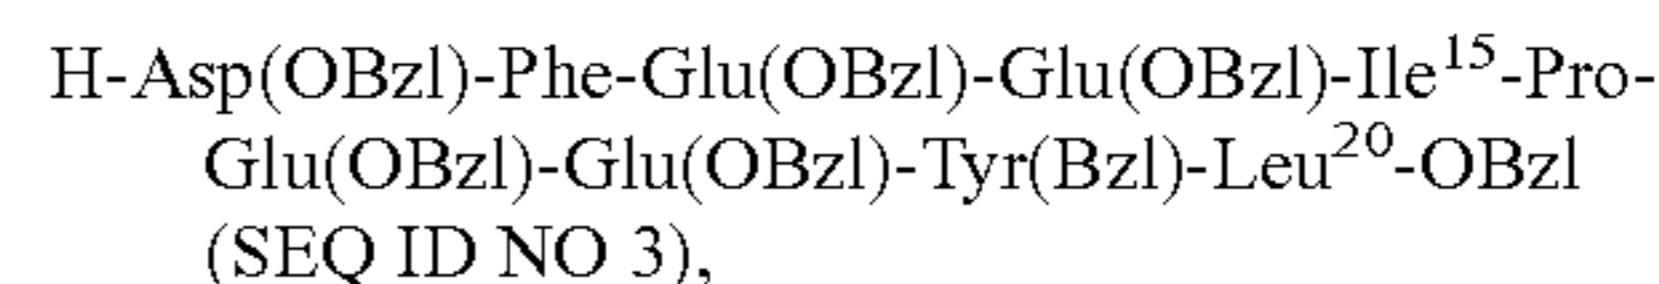 H-Asp(OBzl)-Phe-Glu(OBzl)-Glu(OBzl)-Ile¹⁵-Pro-
Glu(OBzl)-Glu(OBzl)-Tyr(Bzl)-Leu²⁰-OBzl
(SEQ ID NO 3),